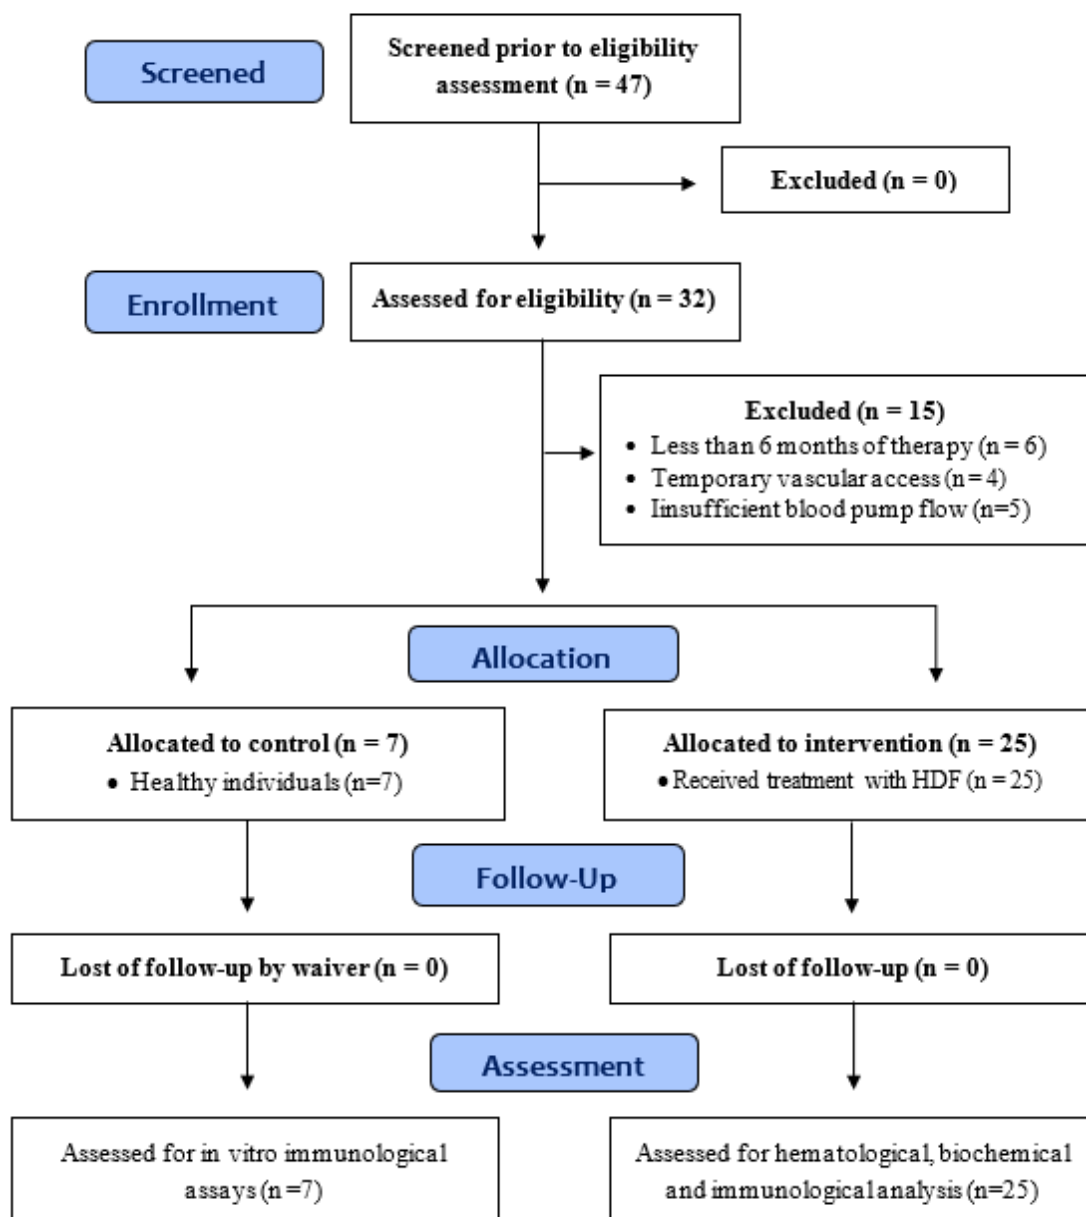 Screened
Screened prior to eligibility
assessment (n = 47)
Excluded (n = 0)
Enrollment
Assessed for eligibility (n = 32)
Excluded (n = 15)
• Less than 6 months of therapy (n = 6)
• Temporary vascular access (n = 4)
• Iinsufficient blood pump flow (n=5)
Allocation
Allocated to control (n = 7)
• Healthy individuals (n=7)
Allocated to intervention (n = 25)
• Received treatment with HDF (n = 25)
Follow-Up
Lost of follow-up by waiver (n = 0)
Lost of follow-up (n = 0)
Assessment
Assessed for in vitro immunological
assays (n =7)
Assessed for hematological, biochemical
and immunological analysis (n=25)